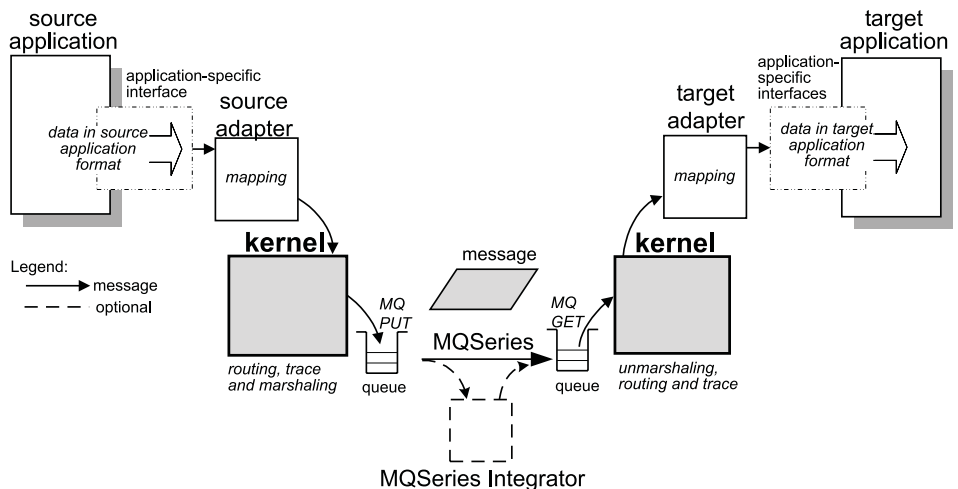 source
application
target
application
application-specific
interface
application-
specific
interfaces
source
adapter
target
adapter
data in source
application
format
data in target
application
format
mapping
mapping
kernel
kernel
message
Legend:
message
optional
MQ
PUT
MQ
GET
MQSeries
routing, trace
and marshaling
queue
queue
unmarshaling,
routing and trace
MQSeries Integrator